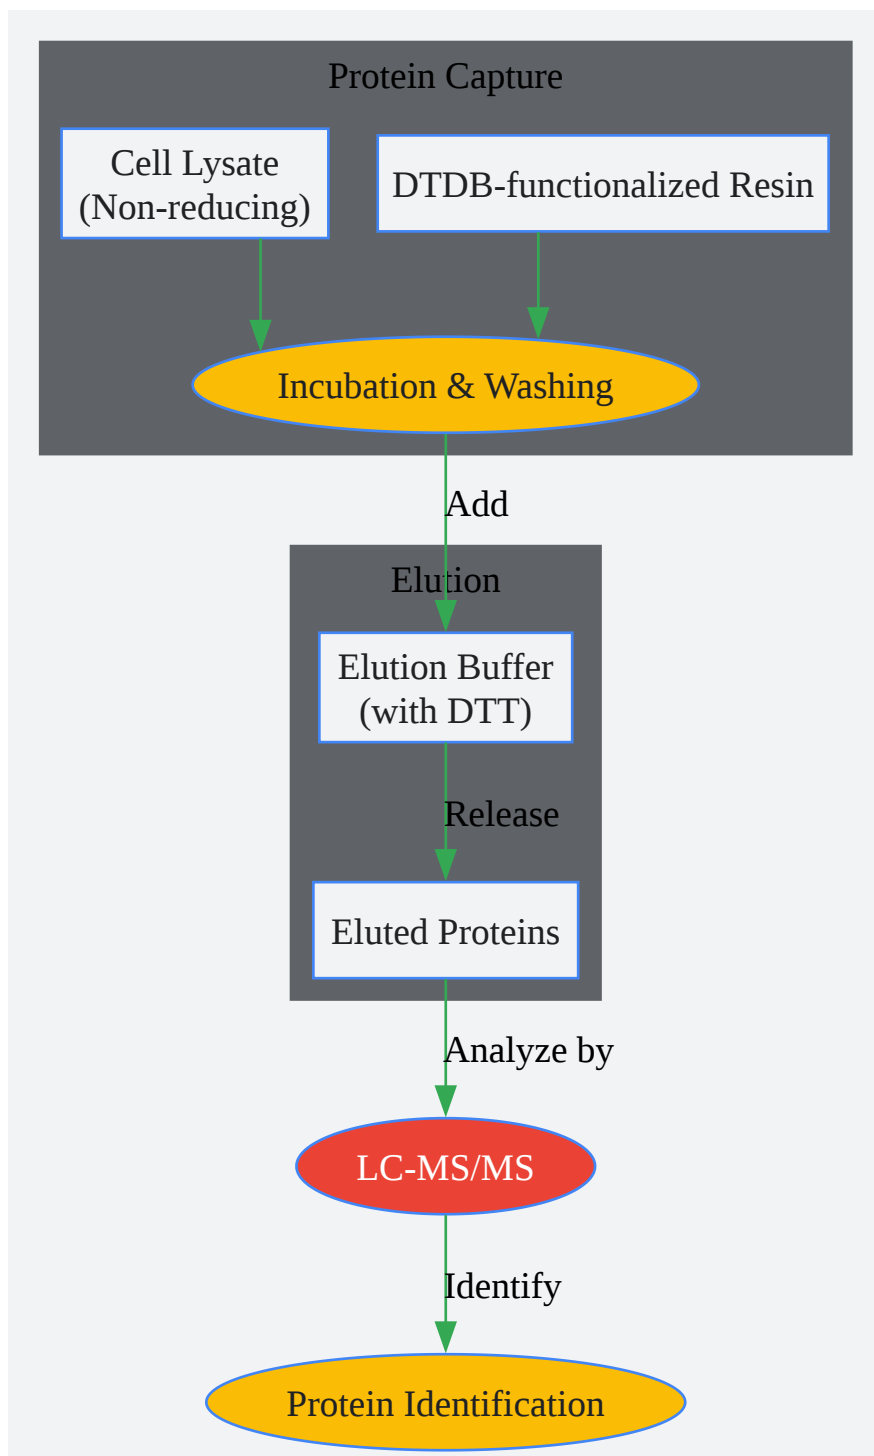 Protein Capture
Cell Lysate
(Non-reducing)
DTDB-functionalized Resin
Incubation & Washing
Add
Elution
Elution Buffer
(with DTT)
Release
Eluted Proteins
Analyze by
LC-MS/MS
Identify
Protein Identification